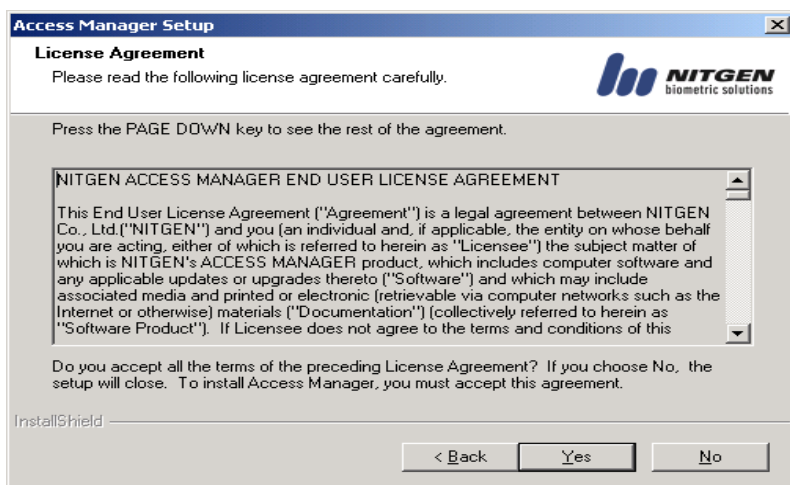 Access Manager Setup
License Agreement
Please read the following license agreement carefully.
NITGEN
biometric solutions
Press the PAGE DOWN key to see the rest of the agreement.
NITGEN ACCESS MANAGER END USER LICENSE AGREEMENT
This End User License Agreement ("Agreement") is a legal agreement between NITGEN
Co., Ltd.("NITGEN") and you (an individual and, if applicable, the entity on whose behalf
you are acting, either of which is referred to herein as "Licensee") the subject matter of
which is NITGEN's ACCESS MANAGER product, which includes computer software and
any applicable updates or upgrades thereto ("Software") and which may include
associated media and printed or electronic (retrievable via computer networks such as the
Internet or otherwise) materials ("Documentation") (collectively referred to herein as
"Software Product").  If Licensee does not agree to the terms and conditions of this
Do you accept all the terms of the preceding License Agreement?  If you choose No,  the
setup will close.  To install Access Manager, you must accept this agreement.
InstallShield
< Back
Yes
No